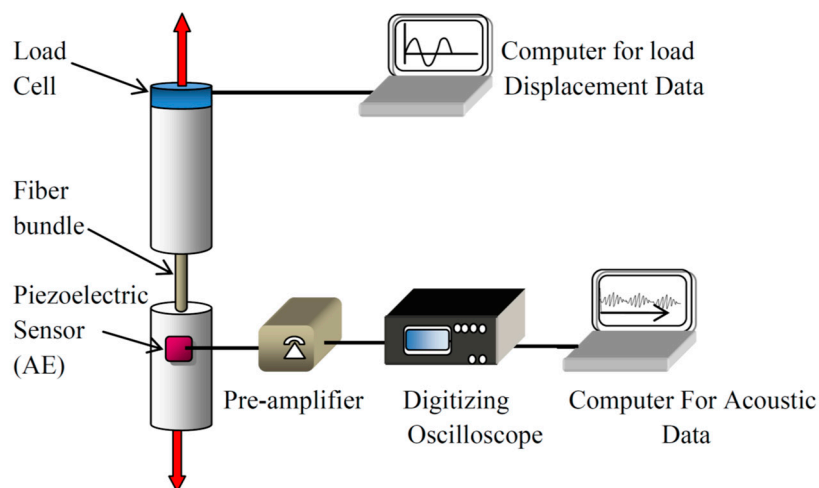 Load
Cell
Computer for load
Displacement Data
Fiber
bundle
Piezoelectric
Sensor
(AE)
Pre-amplifier
Digitizing
Oscilloscope
Computer For Acoustic
Data